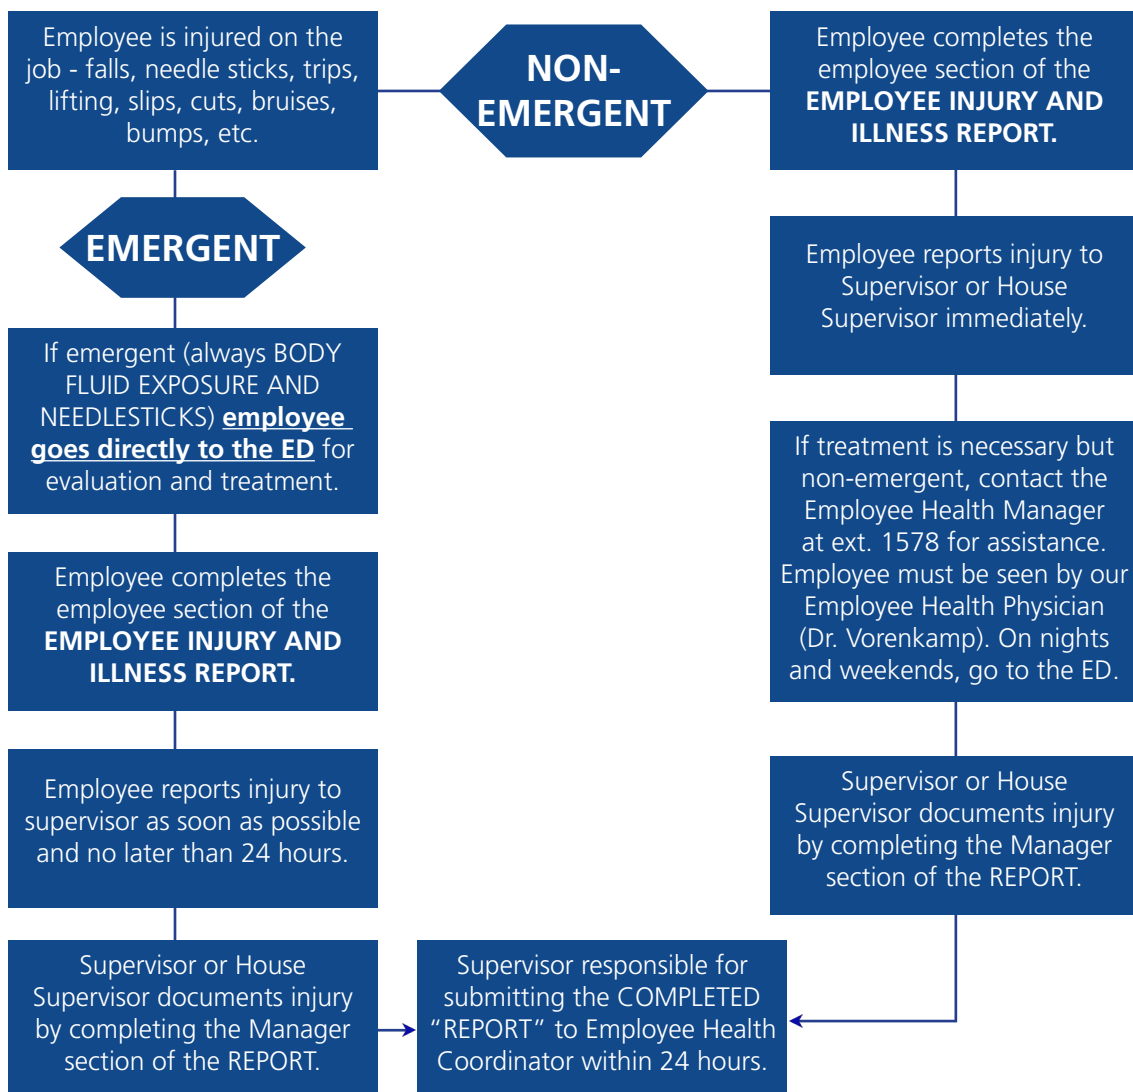 Employee is injured on the
job - falls, needle sticks, trips,
lifting, slips, cuts, bruises,
bumps, etc.
NON-
EMERGENT
Employee completes the
employee section of the
EMPLOYEE INJURY AND
ILLNESS REPORT.
EMERGENT
Employee reports injury to
Supervisor or House
Supervisor immediately.
If emergent (always BODY
FLUID EXPOSURE AND
NEEDLESTICKS) employee
goes directly to the ED for
evaluation and treatment.
If treatment is necessary but
non-emergent, contact the
Employee Health Manager
at ext. 1578 for assistance.
Employee must be seen by our
Employee Health Physician
(Dr. Vorenkamp). On nights
and weekends, go to the ED.
Employee completes the
employee section of the
EMPLOYEE INJURY AND
ILLNESS REPORT.
Employee reports injury to
supervisor as soon as possible
and no later than 24 hours.
Supervisor or House
Supervisor documents injury
by completing the Manager
section of the REPORT.
Supervisor or House
Supervisor documents injury
by completing the Manager
section of the REPORT.
Supervisor responsible for
submitting the COMPLETED
“REPORT” to Employee Health
Coordinator within 24 hours.